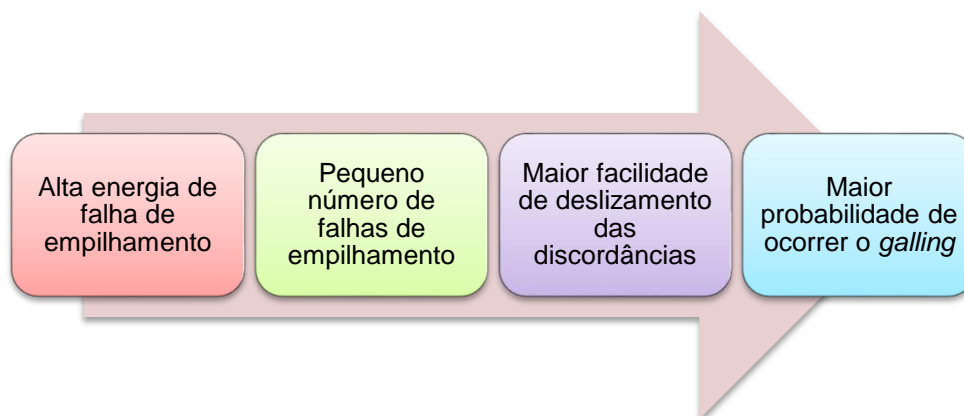 Alta energia de
falha de
empilhamento
Pequeno
número de
falhas de
empilhamento
Maior facilidade
de deslizamento
das
discordâncias
Maior
probabilidade de
ocorrer o galling